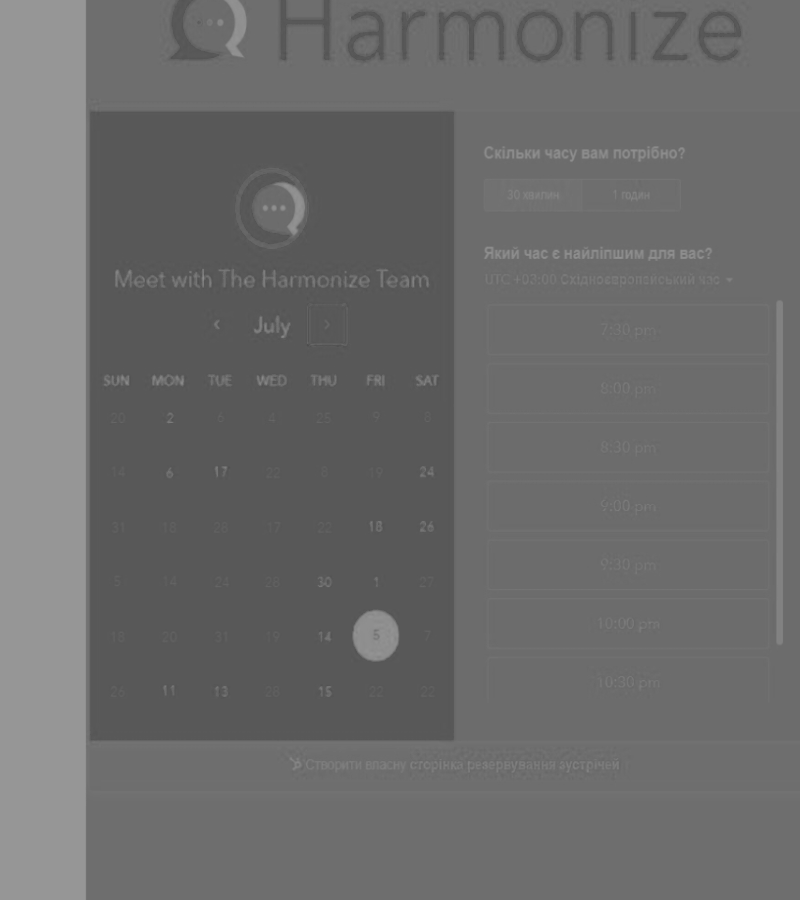 Harmonize
Meet with The Harmonize Team
‹ July ›
SUN MON TUE WED THU FRI SAT
20 2 4 25 9
14 6 17 22 19 24
31 18 25 17 22 18 26
5 14 24 28 30 1 27
18 20 31 19 14 5 7
26 11 13 28 15 22 22
Скільки часу вам потрібно?
30 хвилин 1 годин
Який час є найліпшим для вас?
UTC +03:00 Східноєвропейський час
7:30 pm
8:00 pm
8:30 pm
9:00 pm
9:30 pm
10:00 pm
10:30 pm
Створити власну сторінка резервування зустрічей